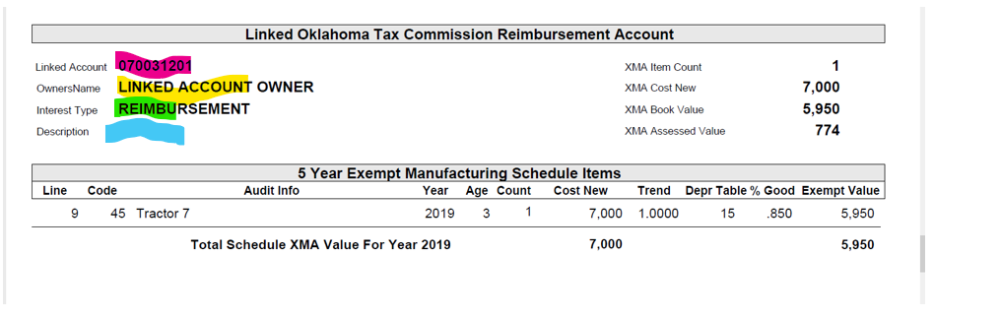 Linked Oklahoma Tax Commission Reimbursement Account
Linked Account 070031201 XMA Item Count 1
OwnersName LINKED ACCOUNT OWNER XMA Cost New 7,000
Interest Type REIMBURSEMENT XMA Book Value 5,950
Description XMA Assessed Value 774
5 Year Exempt Manufacturing Schedule Items
Line Code Audit Info Year Age Count Cost New Trend Depr Table % Good Exempt Value
9 45 Tractor 7 2019 3 1 7,000 1.0000 15 .850 5,950
Total Schedule XMA Value For Year 2019 7,000 5,950